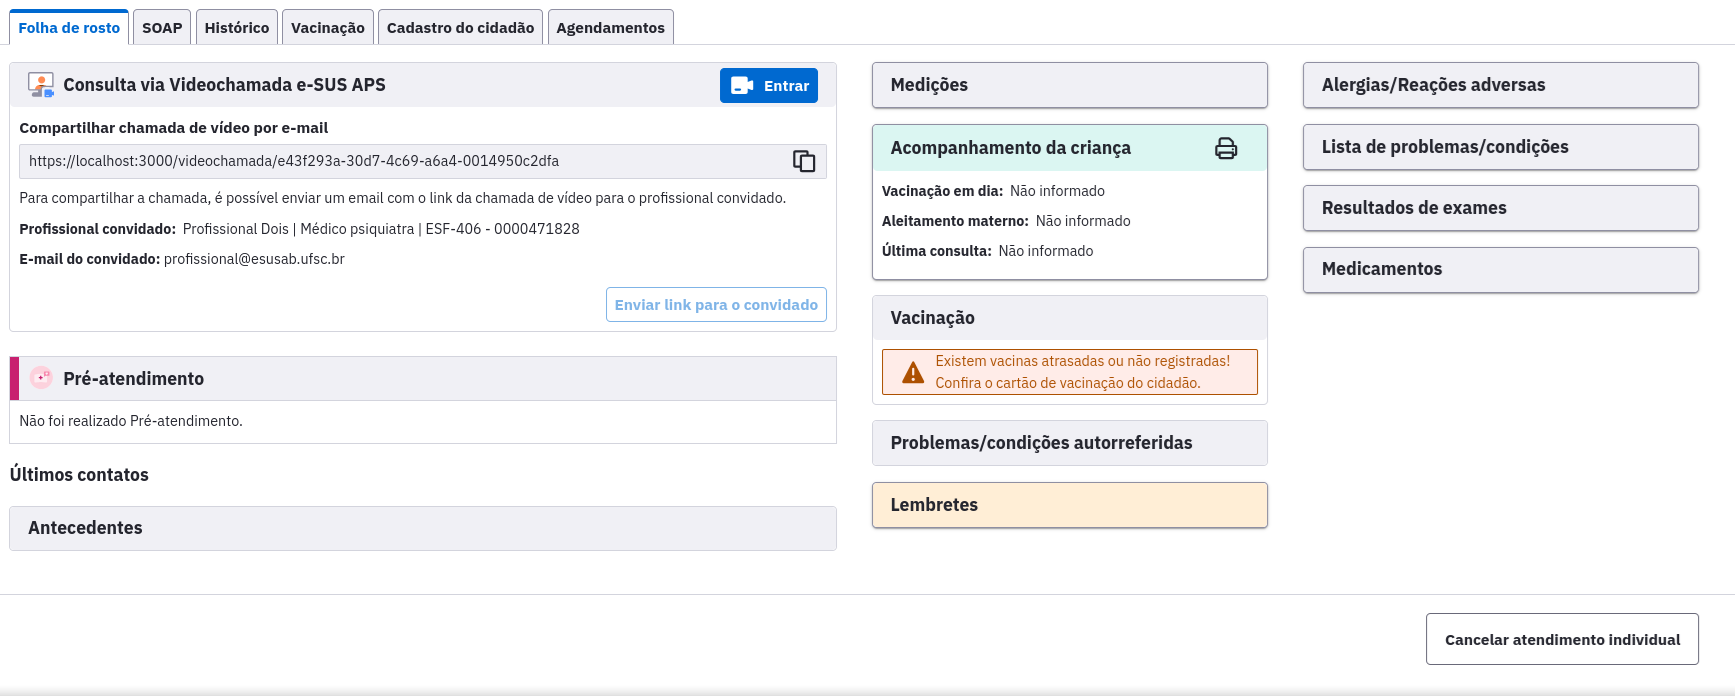 Folha de rosto
SOAP
Histórico
Vacinação
Cadastro do cidadão
Agendamentos
Consulta via Videochamada e-SUS APS
Entrar
Compartilhar chamada de vídeo por e-mail
https://localhost:3000/videochamada/e43f293a-30d7-4c69-a6a4-0014950c2dfa
Para compartilhar a chamada, é possível enviar um email com o link da chamada de vídeo para o profissional convidado.
Profissional convidado: Profissional Dois | Médico psiquiatra | ESF-406 - 0000471828
E-mail do convidado: profissional@esusab.ufsc.br
Enviar link para o convidado
Pré-atendimento
Não foi realizado Pré-atendimento.
Últimos contatos
Antecedentes
Medições
Acompanhamento da criança
Vacinação em dia: Não informado
Aleitamento materno: Não informado
Última consulta: Não informado
Vacinação
Existem vacinas atrasadas ou não registradas!
Confira o cartão de vacinação do cidadão.
Problemas/condições autorreferidas
Lembretes
Alergias/Reações adversas
Lista de problemas/condições
Resultados de exames
Medicamentos
Cancelar atendimento individual